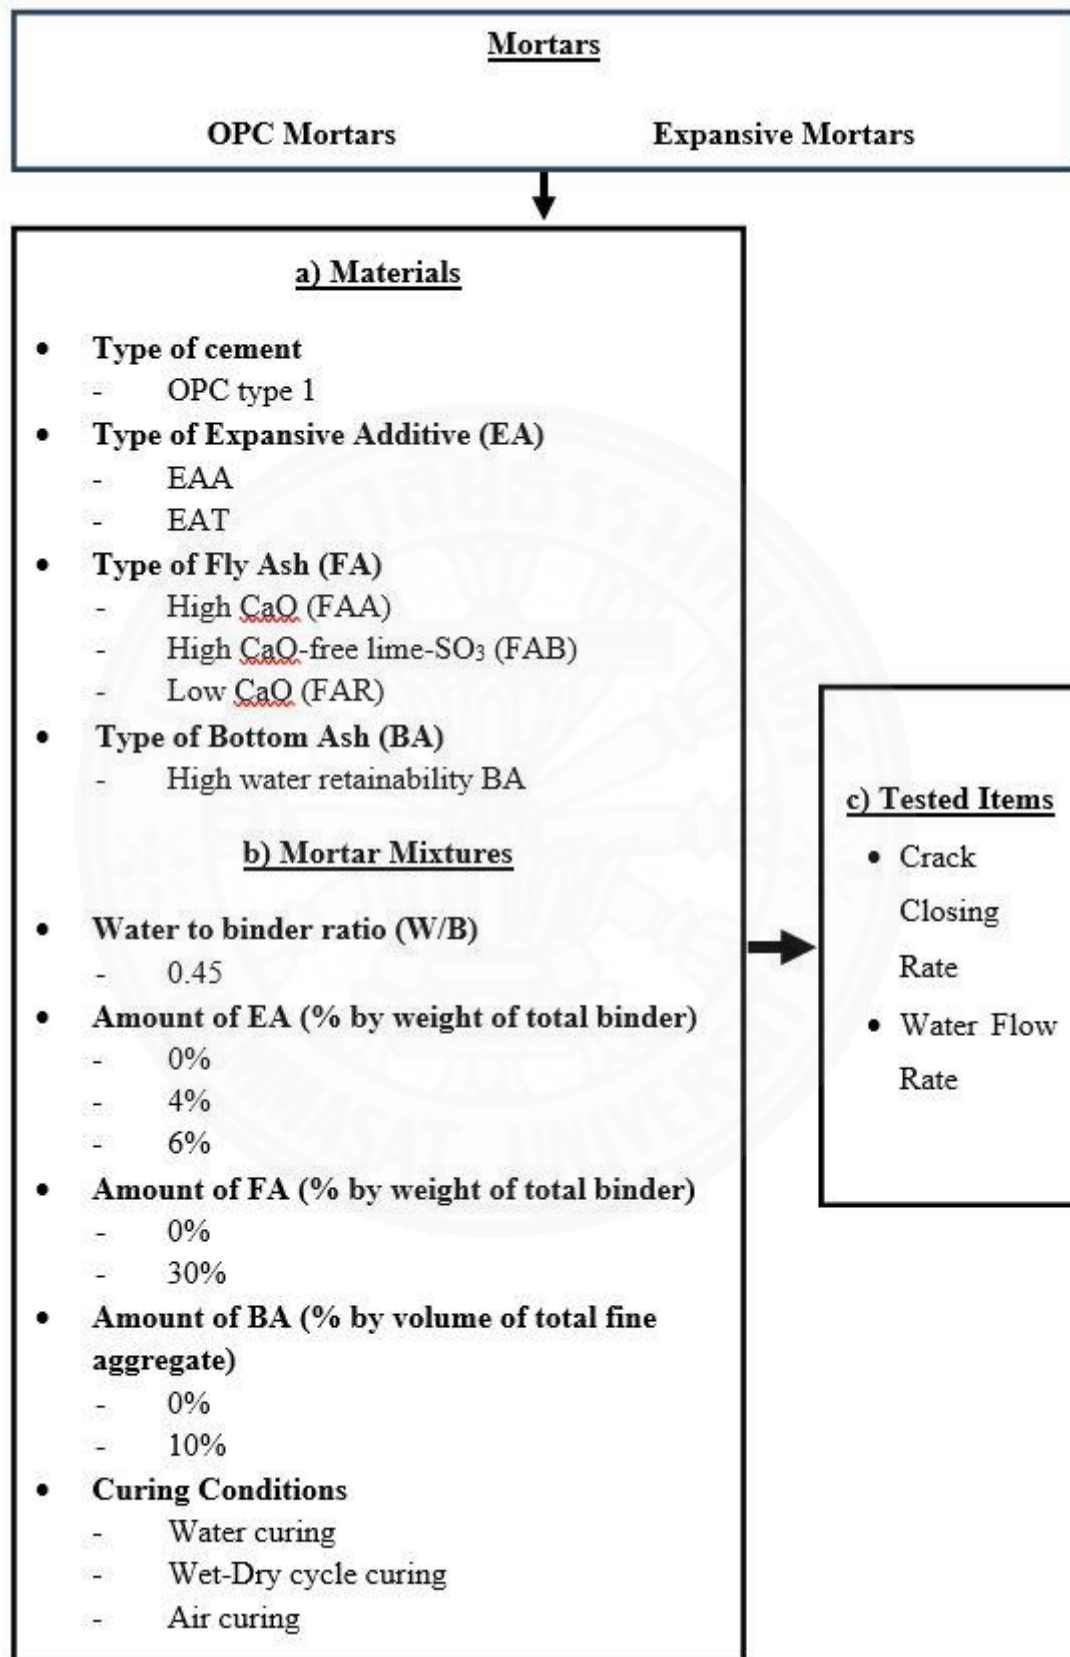 Mortars
OPC Mortars Expansive Mortars
a) Materials
• Type of cement
- OPC type 1
• Type of Expansive Additive (EA)
- EAA
- EAT
• Type of Fly Ash (FA)
- High CaO (FAA)
- High CaO-free lime-SO₃ (FAB)
- Low CaO (FAR)
• Type of Bottom Ash (BA)
- High water retainability BA
b) Mortar Mixtures
• Water to binder ratio (W/B)
- 0.45
• Amount of EA (% by weight of total binder)
- 0%
- 4%
- 6%
• Amount of FA (% by weight of total binder)
- 0%
- 30%
• Amount of BA (% by volume of total fine
aggregate)
- 0%
- 10%
• Curing Conditions
- Water curing
- Wet-Dry cycle curing
- Air curing
c) Tested Items
• Crack
Closing
Rate
• Water Flow
Rate